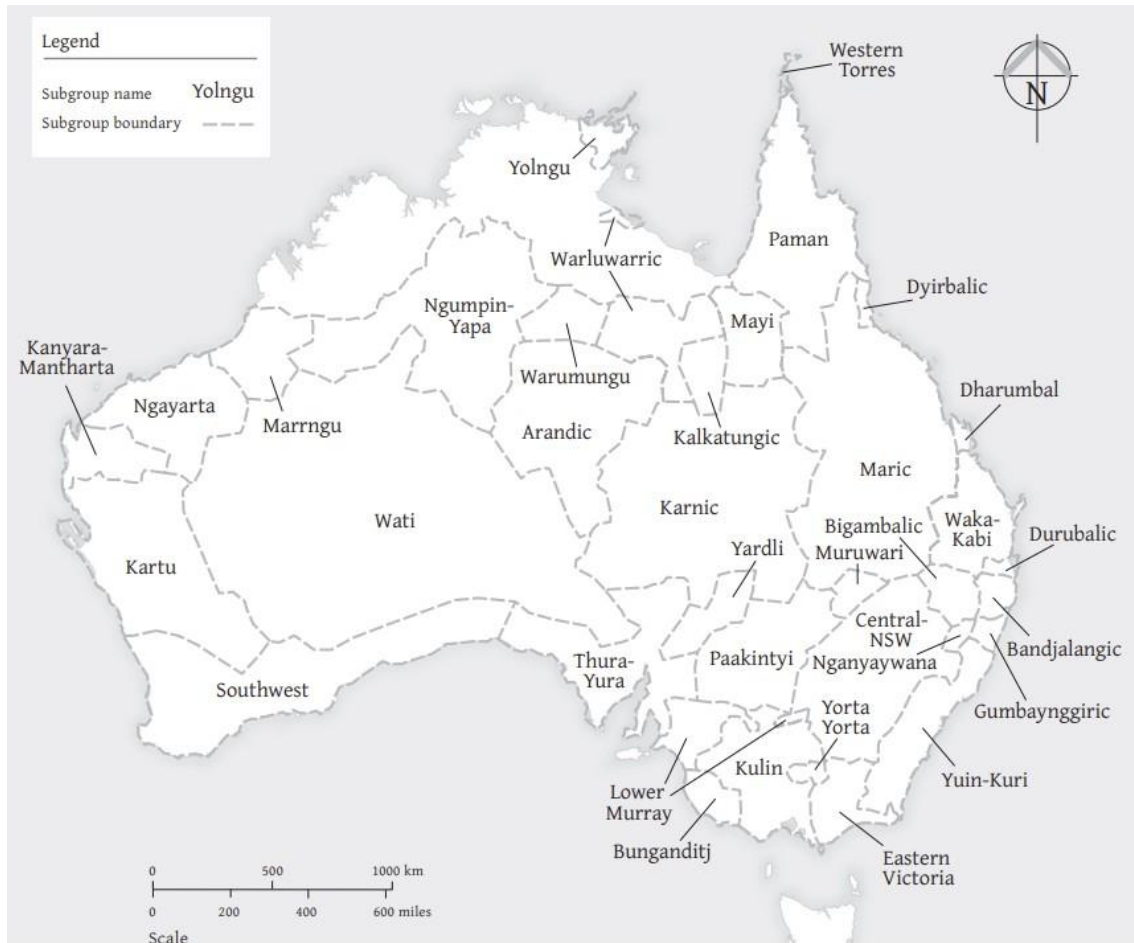 Legend
Subgroup name Yolngu
Subgroup boundary
N
Western
Torres
Yolngu
Paman
Warluwarric
Dyirbalic
Ngumpin-
Yapa
Mayi
Kanyara-
Mantharta
Warumungu
Dharumbal
Ngayarta
Marrngu
Arandic
Kalkatungic
Maric
Karnic
Wati
Bigambalic
Waka-
Kabi
Durubalic
Yardli
Muruwari
Kartu
Central-
NSW
Bandjalangic
Thura-
Yura
Paakintyi
Nganyaywana
Southwest
Gumbaynggiric
Yorta
Yorta
Kulin
Yuin-Kuri
Lower
Murray
Bunganditj
Eastern
Victoria
0 500 1000 km
0 200 400 600 miles
Scale